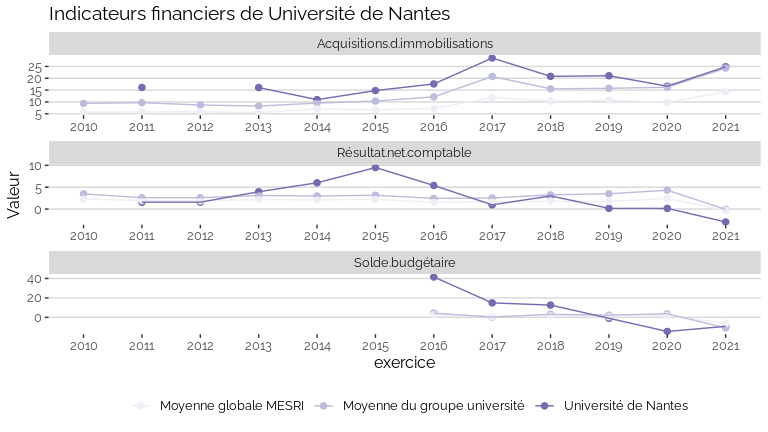 Indicateurs financiers de Université de Nantes
Acquisitions.d.immobilisations
25
20
15
10
5
2010 2011 2012 2013 2014 2015 2016 2017 2018 2019 2020 2021
Résultat.net.comptable
10
5
0
2010 2011 2012 2013 2014 2015 2016 2017 2018 2019 2020 2021
Solde.budgétaire
40
20
0
2010 2011 2012 2013 2014 2015 2016 2017 2018 2019 2020 2021
Valeur
exercice
Moyenne globale MESRI Moyenne du groupe université Université de Nantes